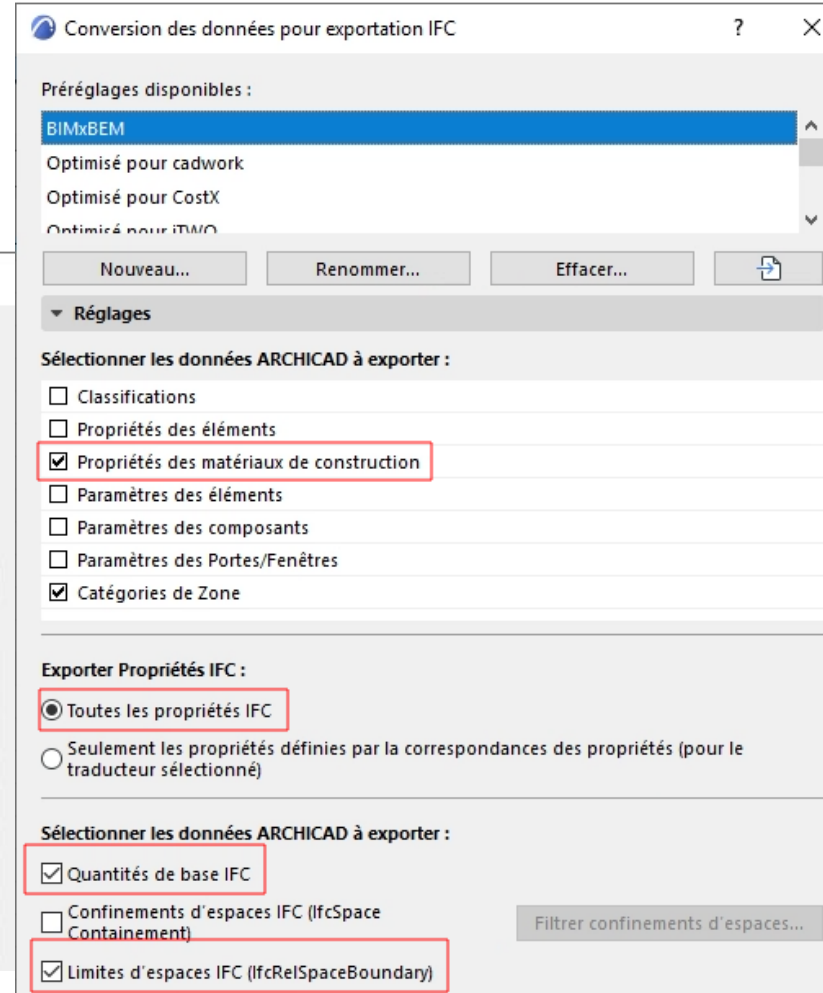 Conversion des données pour exportation IFC
?
Préréglages disponibles :
BIMxBEM
Optimisé pour cadwork
Optimisé pour CostX
Optimisé pour iTWO
Nouveau...
Renommer...
Effacer...
Réglages
Sélectionner les données ARCHICAD à exporter :
Classifications
Propriétés des éléments
Propriétés des matériaux de construction
Paramètres des éléments
Paramètres des composants
Paramètres des Portes/Fenêtres
Catégories de Zone
Exporter Propriétés IFC :
Toutes les propriétés IFC
Seulement les propriétés définies par la correspondances des propriétés (pour le
traducteur sélectionné)
Sélectionner les données ARCHICAD à exporter :
Quantités de base IFC
Confinements d'espaces IFC (IfcSpace
Containement)
Filtrer confinements d'espaces...
Limites d'espaces IFC (IfcRelSpaceBoundary)